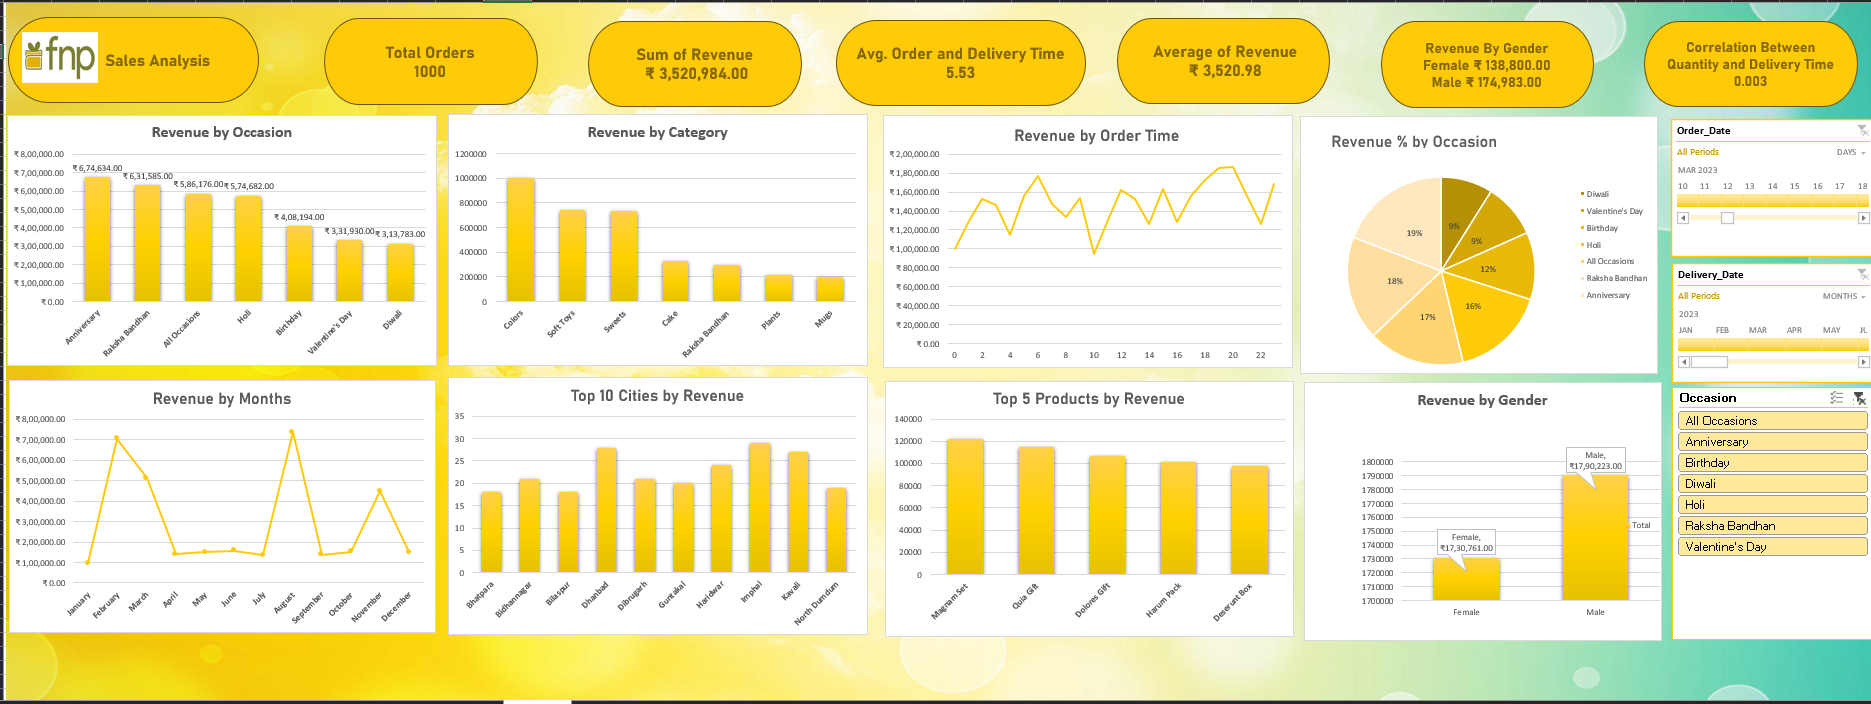 fnp
Sales Analysis
Total Orders
1000
Sum of Revenue
₹ 3,520,984.00
Avg. Order and Delivery Time
5.53
Average of Revenue
₹ 3,520.98
Revenue By Gender
Female ₹ 138,800.00
Male ₹ 174,983.00
Correlation Between
Quantity and Delivery Time
0.003
Revenue by Occasion
₹ 8,00,000.00
₹ 7,00,000.00
₹ 6,00,000.00
₹ 5,00,000.00
₹ 4,00,000.00
₹ 3,00,000.00
₹ 2,00,000.00
₹ 1,00,000.00
₹ 0.00
₹ 6,74,634.00
₹ 6,31,585.00
₹ 5,86,176.00
₹ 5,74,682.00
₹ 4,08,194.00
₹ 3,31,930.00
₹ 3,13,783.00
Anniversary
Raksha Bandhan
All Occasions
Holi
Birthday
Valentine's Day
Diwali
Revenue by Category
1200000
1000000
800000
600000
400000
200000
0
Colors
Soft Toys
Sweets
Cake
Raksha Bandhan
Plants
Mugs
Revenue by Order Time
₹ 2,00,000.00
₹ 1,80,000.00
₹ 1,60,000.00
₹ 1,40,000.00
₹ 1,20,000.00
₹ 1,00,000.00
₹ 80,000.00
₹ 60,000.00
₹ 40,000.00
₹ 20,000.00
₹ 0.00
0 2 4 6 8 10 12 14 16 18 20 22
Revenue % by Occasion
9%
9%
12%
16%
17%
18%
19%
Diwali
Valentine's Day
Birthday
Holi
All Occasions
Raksha Bandhan
Anniversary
Order_Date
All Periods DAYS
MAR 2023
10 11 12 13 14 15 16 17 18
Delivery_Date
All Periods MONTHS
2023
JAN FEB MAR APR MAY JL
Occasion
All Occasions
Anniversary
Birthday
Diwali
Holi
Raksha Bandhan
Valentine's Day
Revenue by Months
₹ 8,00,000.00
₹ 7,00,000.00
₹ 6,00,000.00
₹ 5,00,000.00
₹ 4,00,000.00
₹ 3,00,000.00
₹ 2,00,000.00
₹ 1,00,000.00
₹ 0.00
January
February
March
April
May
June
July
August
September
October
November
December
Top 10 Cities by Revenue
35
30
25
20
15
10
5
0
Bhatpara
Bidhannagar
Bilaspur
Dhanbad
Dibrugarh
Guntakal
Haridwar
Imphal
Kavali
North Dumdum
Top 5 Products by Revenue
140000
120000
100000
80000
60000
40000
20000
0
Magnam Set
Quia Gift
Dolores Gift
Harum Pack
Deserunt Box
Revenue by Gender
1800000
1790000
1780000
1770000
1760000
1750000
1740000
1730000
1720000
1710000
1700000
Female,
₹17,30,761.00
Male,
₹17,90,223.00
Total
Female
Male